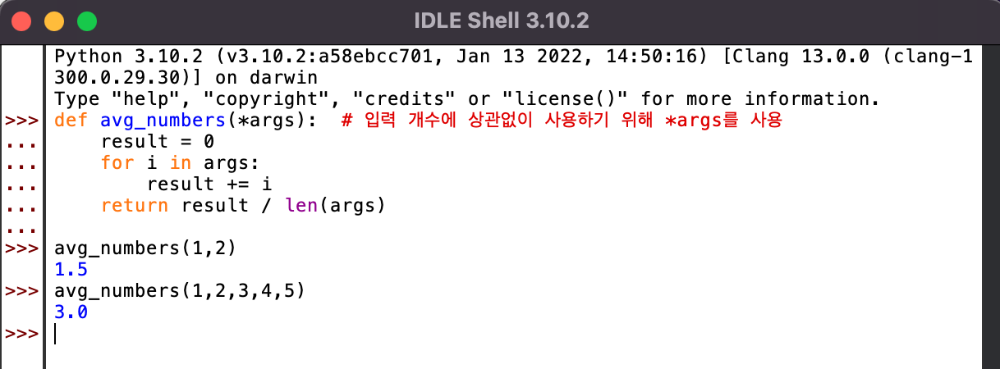 IDLE Shell 3.10.2
Python 3.10.2 (v3.10.2:a58ebcc701, Jan 13 2022, 14:50:16) [Clang 13.0.0 (clang-1
300.0.29.30)] on darwin
Type "help", "copyright", "credits" or "license()" for more information.
>>> def avg_numbers(*args):  # 입력 개수에 상관없이 사용하기 위해 *args를 사용
...     result = 0
...     for i in args:
...         result += i
...     return result / len(args)
...
>>> avg_numbers(1,2)
1.5
>>> avg_numbers(1,2,3,4,5)
3.0
>>>